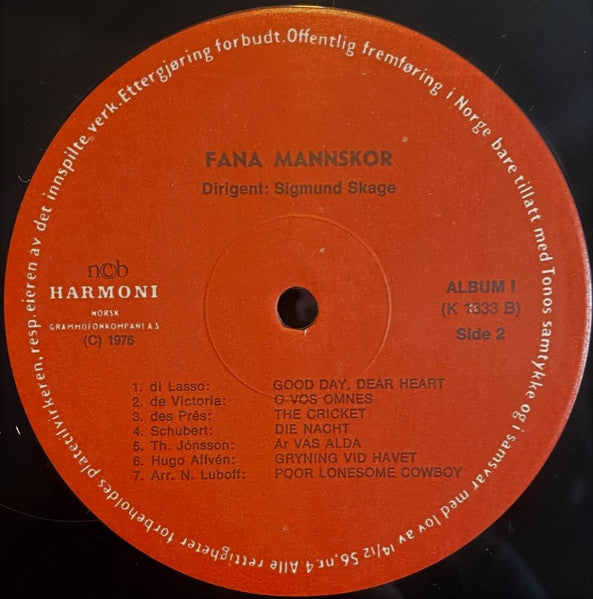 Alle rettigheter forbeholdes platetilvirkeren, resp. eieren av det innspilte verk. Ettergjøring forbudt. Offentlig fremføring i Norge bare tillatt med Tonos samtykke og i samsvar med lov av 14/12 56, nr. 4
FANA MANNSKOR
Dirigent: Sigmund Skage
ncb
HARMONI
NORSK
GRAMMOFONKOMPANI A.S
(C) 1976
ALBUM I
(K 1333 B)
Side 2
1. di Lasso: GOOD DAY, DEAR HEART
2. de Victoria: O VOS OMNES
3. des Prés: THE CRICKET
4. Schubert: DIE NACHT
5. Th. Jónsson: Ár VAS ALDA
6. Hugo Alfvén: GRYNING VID HAVET
7. Arr. N. Luboff: POOR LONESOME COWBOY